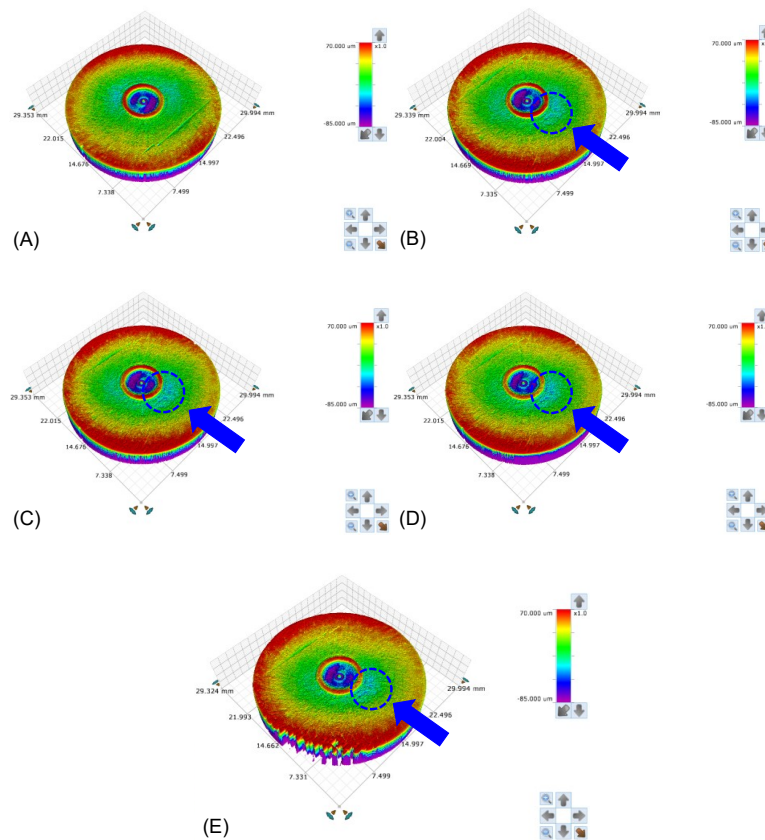 70.000 um x1.0
-85.000 um
29.353 mm
29.994 mm
22.015
22.496
14.676
14.997
7.338
7.499
(A)
70.000 um x1.0
-85.000 um
29.339 mm
29.994 mm
22.004
22.496
14.669
14.997
7.335
7.499
(B)
70.000 um x1.0
-85.000 um
29.353 mm
29.994 mm
22.015
22.496
14.676
14.997
7.338
7.499
(C)
70.000 um x1.0
-85.000 um
29.353 mm
29.994 mm
22.015
22.496
14.676
14.997
7.338
7.499
(D)
70.000 um x1.0
-85.000 um
29.324 mm
29.994 mm
21.993
22.496
14.662
14.997
7.331
7.499
(E)